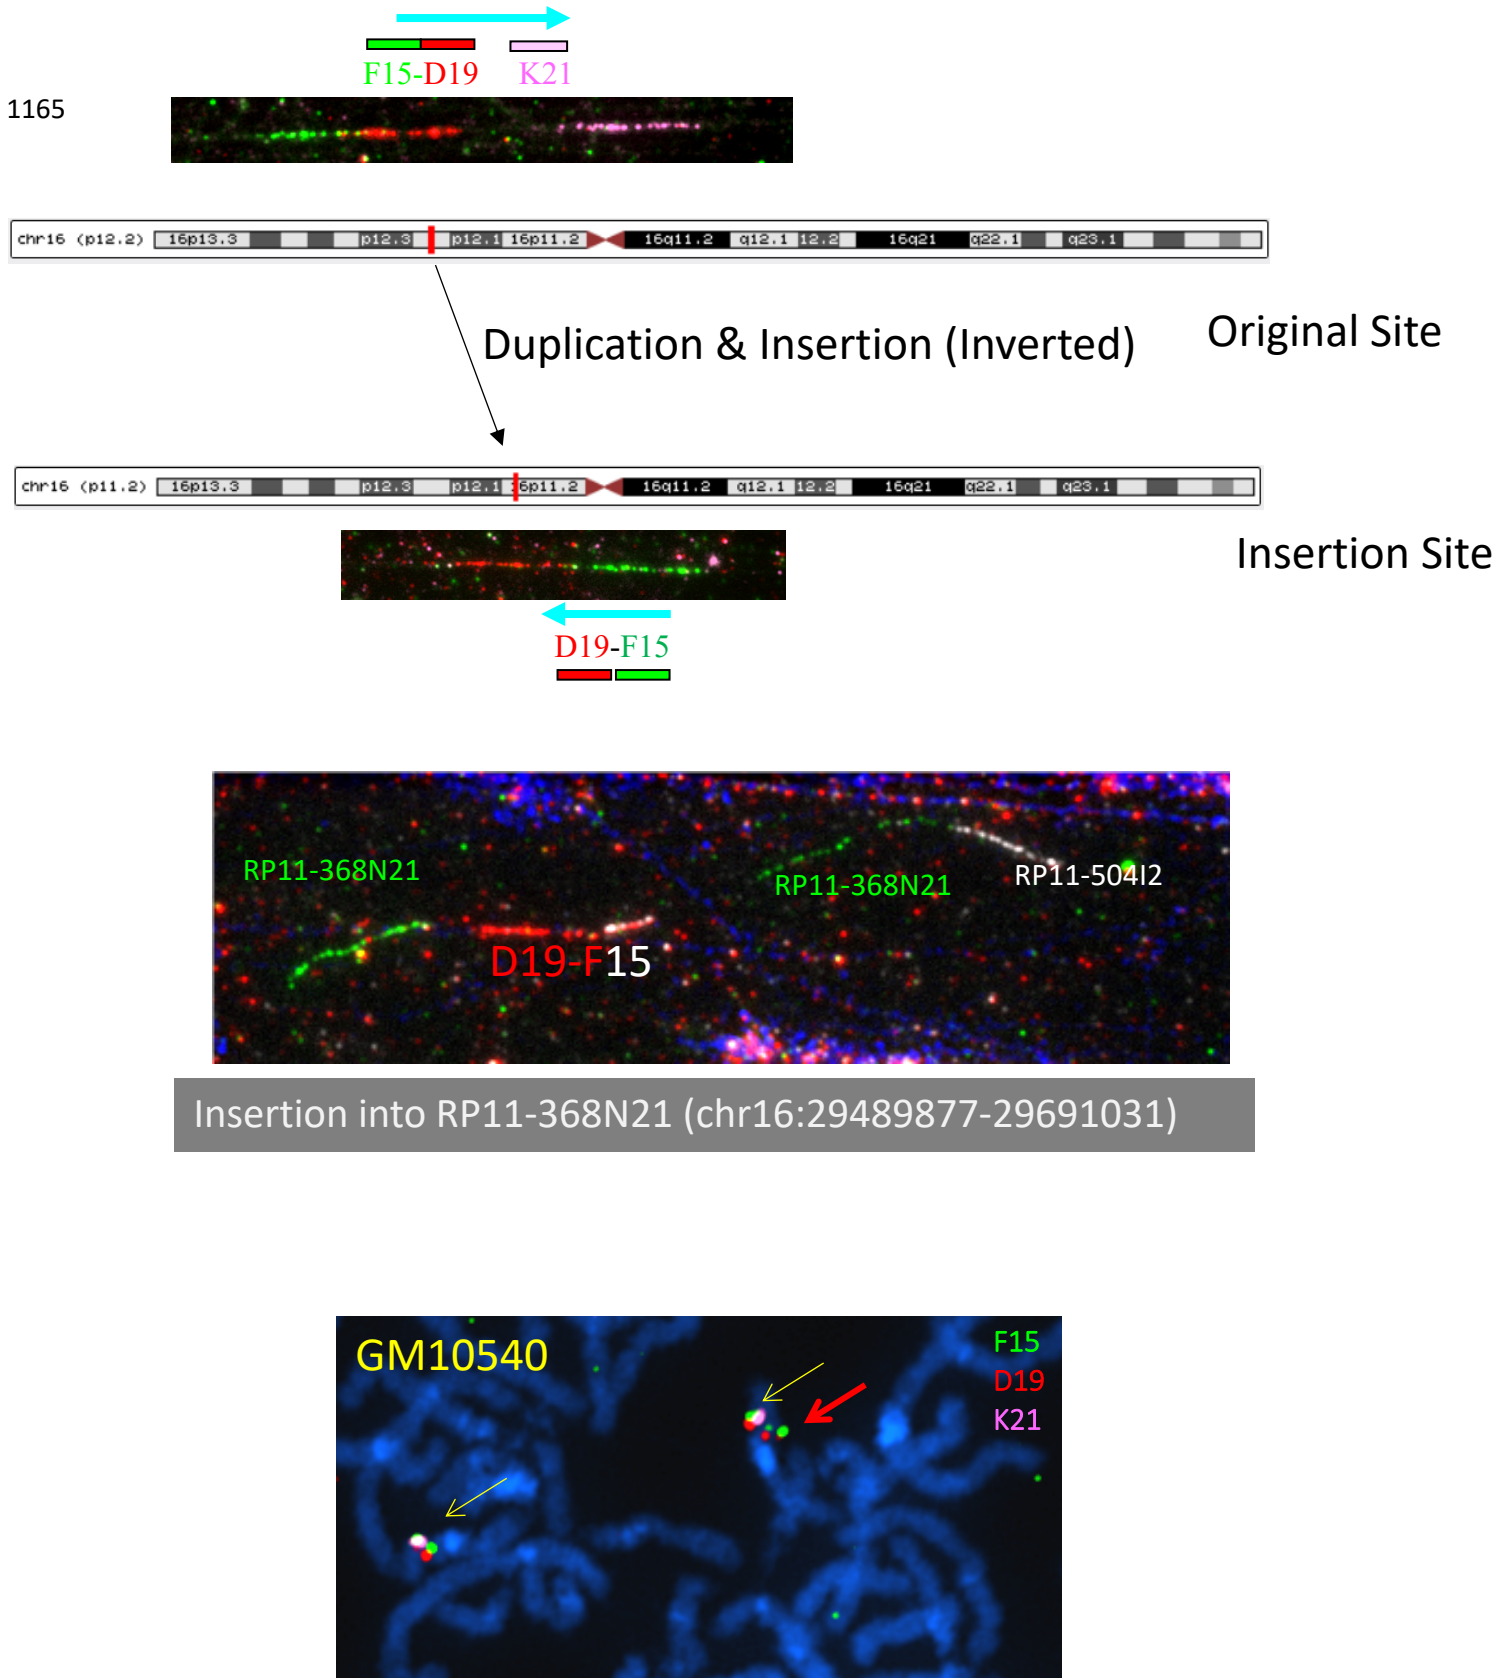 F15-D19 K21
1165
chr16 (p12.2) 16p13.3 p12.3 p12.1 16p11.2 16q11.2 q12.1 12.2 16q21 q22.1 q23.1
Duplication & Insertion (Inverted)
Original Site
chr16 (p11.2) 16p13.3 p12.3 p12.1 16p11.2 16q11.2 q12.1 12.2 16q21 q22.1 q23.1
Insertion Site
D19-F15
RP11-368N21
RP11-368N21
RP11-504I2
D19-F15
Insertion into RP11-368N21 (chr16:29489877-29691031)
GM10540
F15
D19
K21